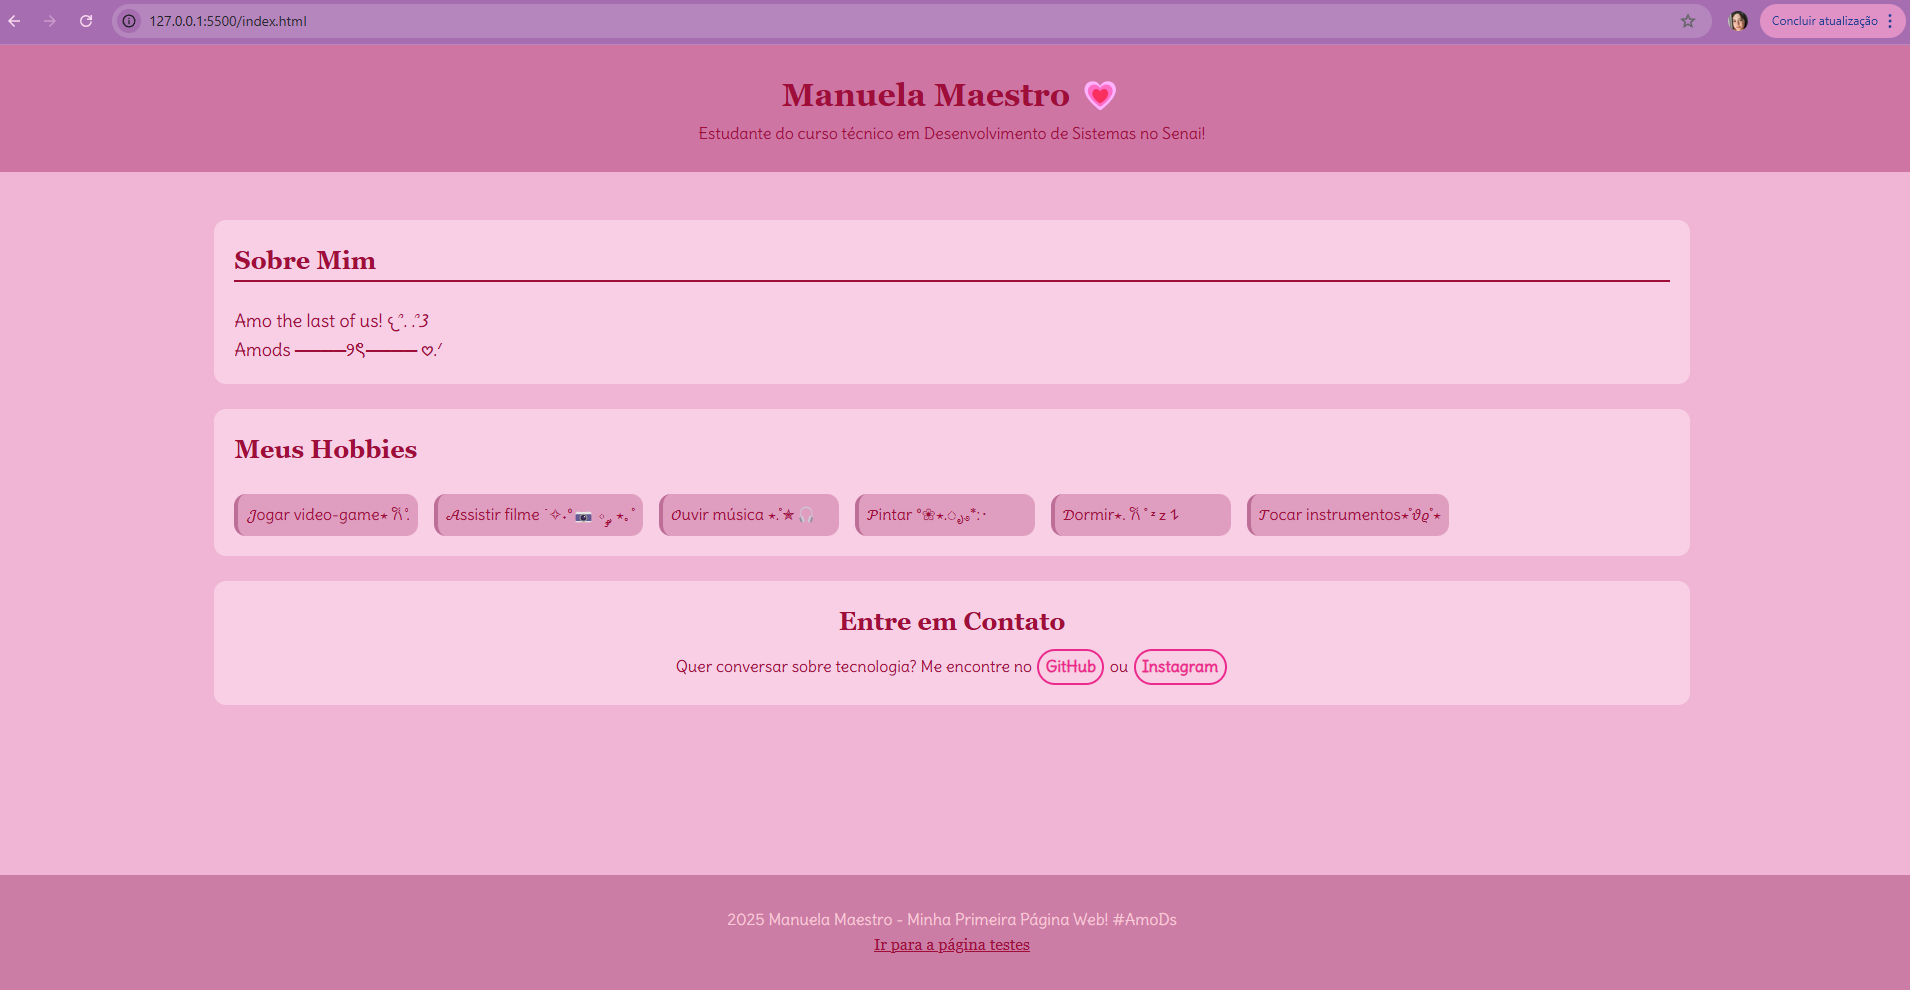 127.0.0.1:5500/index.html
Concluir atualização
Manuela Maestro 💗
Estudante do curso técnico em Desenvolvimento de Sistemas no Senai!
Sobre Mim
Amo the last of us!
Amods ────୨ৎ──── ♡.ᐟ
Meus Hobbies
𝓙ogar video-game⋆
𝓐ssistir filme ˙✧˖° 📷
𝓞uvir música ⋆.˚✮🎧
𝓟intar °❀⋆
𝓓ormir⋆.
𝓣ocar instrumentos⋆˚𝜗𝜚˚⋆
Entre em Contato
Quer conversar sobre tecnologia? Me encontre no GitHub ou Instagram
2025 Manuela Maestro - Minha Primeira Página Web! #AmoDs
Ir para a página testes